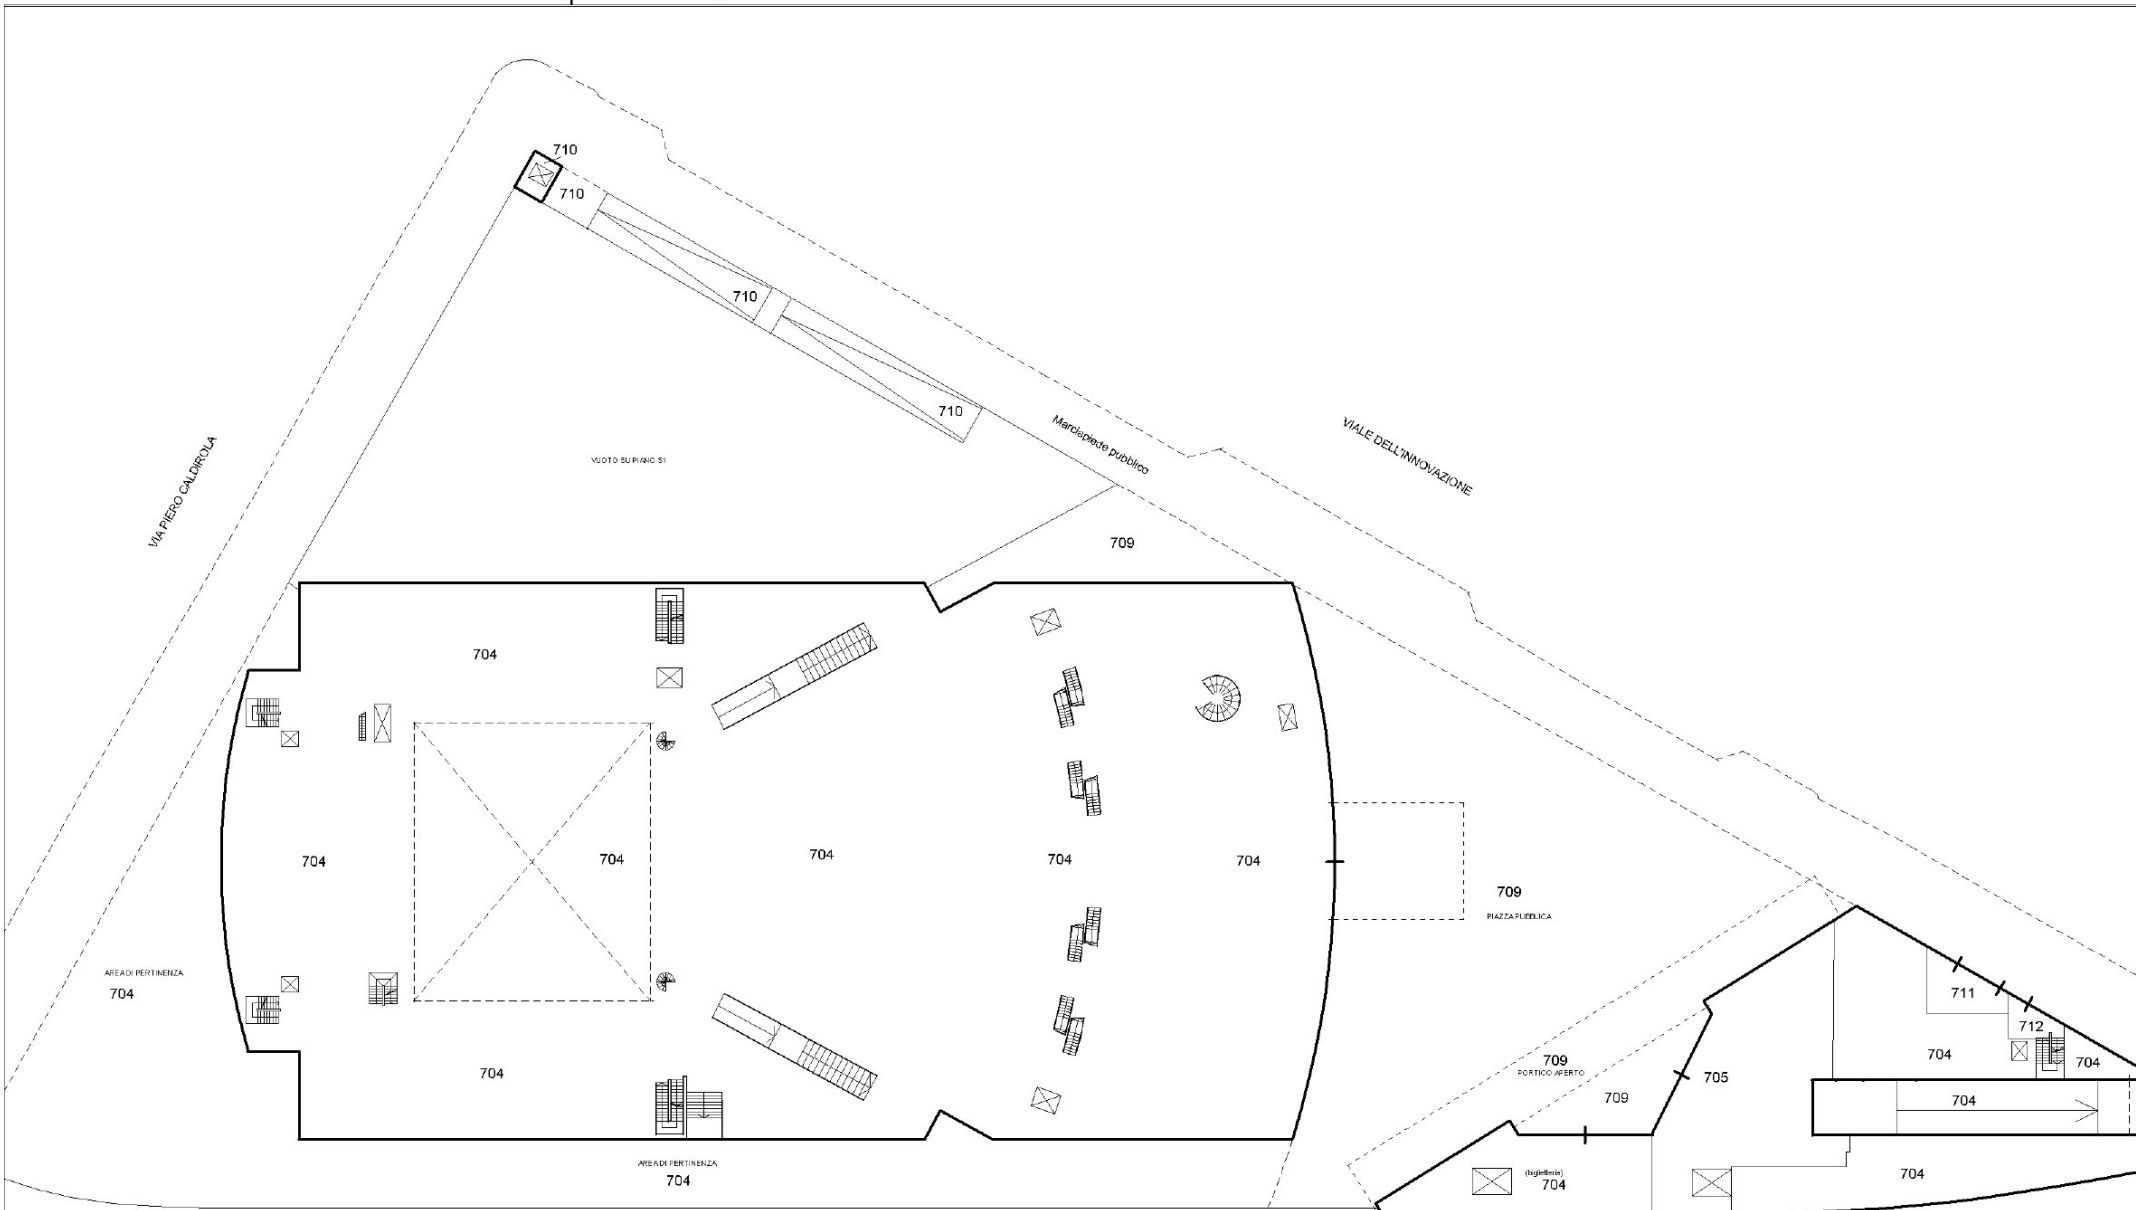 710
710
710
710
VIA PIERO CALDIROLA
VUOTO SU PIANO S1
Marciapiede pubblico
VIALE DELL'INNOVAZIONE
709
704
704
704
704
704
704
709
PIAZZA PUBBLICA
AREA DI PERTINENZA
704
711
712
704
704
704
709
PORTICO APERTO
705
709
704
AREA DI PERTINENZA
704
(biglietteria)
704
704